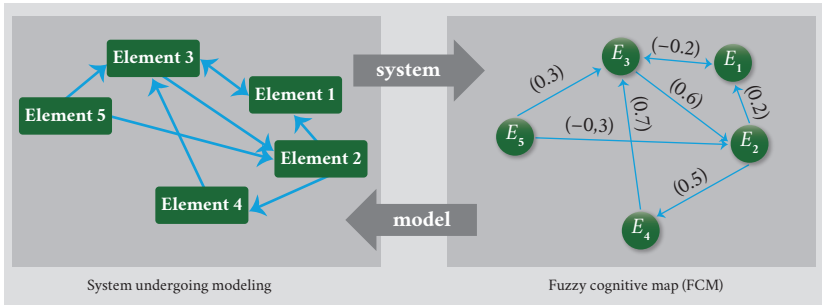 Element 3
Element 1
Element 5
Element 2
Element 4
System undergoing modeling
system
model
E₃
(−0.2)
E₁
(0.3)
(0.6)
(0.2)
(0.7)
E₅
(−0,3)
E₂
(0.5)
E₄
Fuzzy cognitive map (FCM)